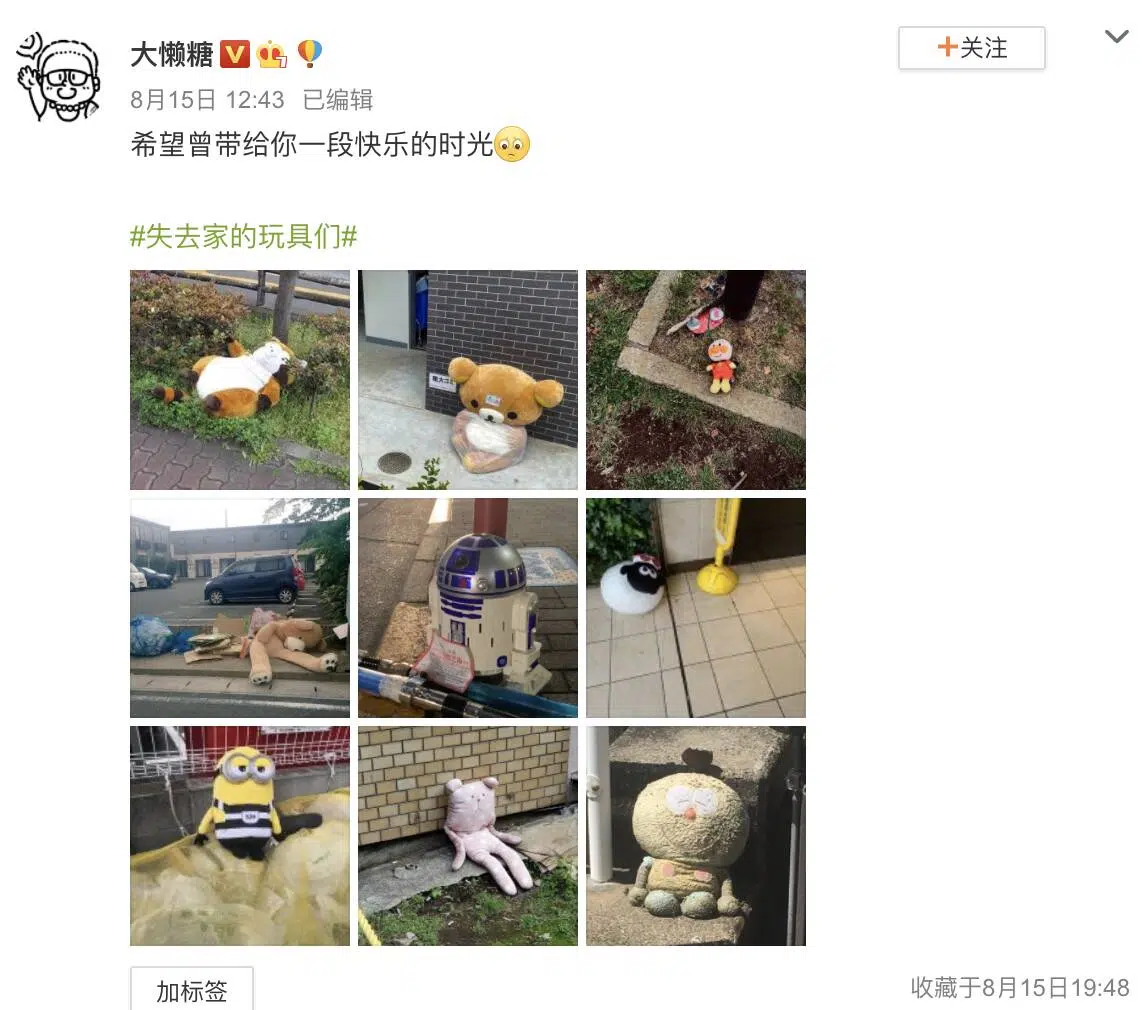 大懒糖
+关注
8月15日 12:43 已编辑
希望曾带给你一段快乐的时光
#失去家的玩具们#
加标签
收藏于8月15日19:48